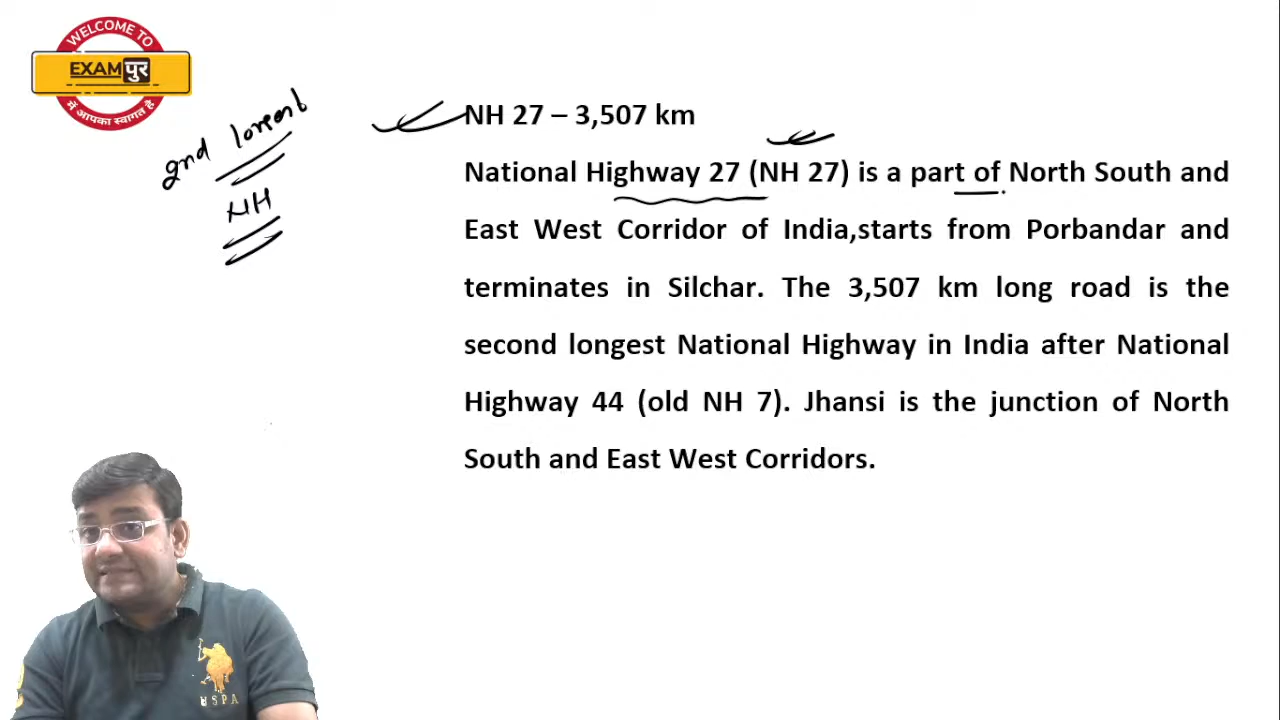 WELCOME TO
EXAMपुर
में आपका स्वागत है
2nd longest
NH
NH 27 – 3,507 km
National Highway 27 (NH 27) is a part of North South and
East West Corridor of India,starts from Porbandar and
terminates in Silchar. The 3,507 km long road is the
second longest National Highway in India after National
Highway 44 (old NH 7). Jhansi is the junction of North
South and East West Corridors.
USPA